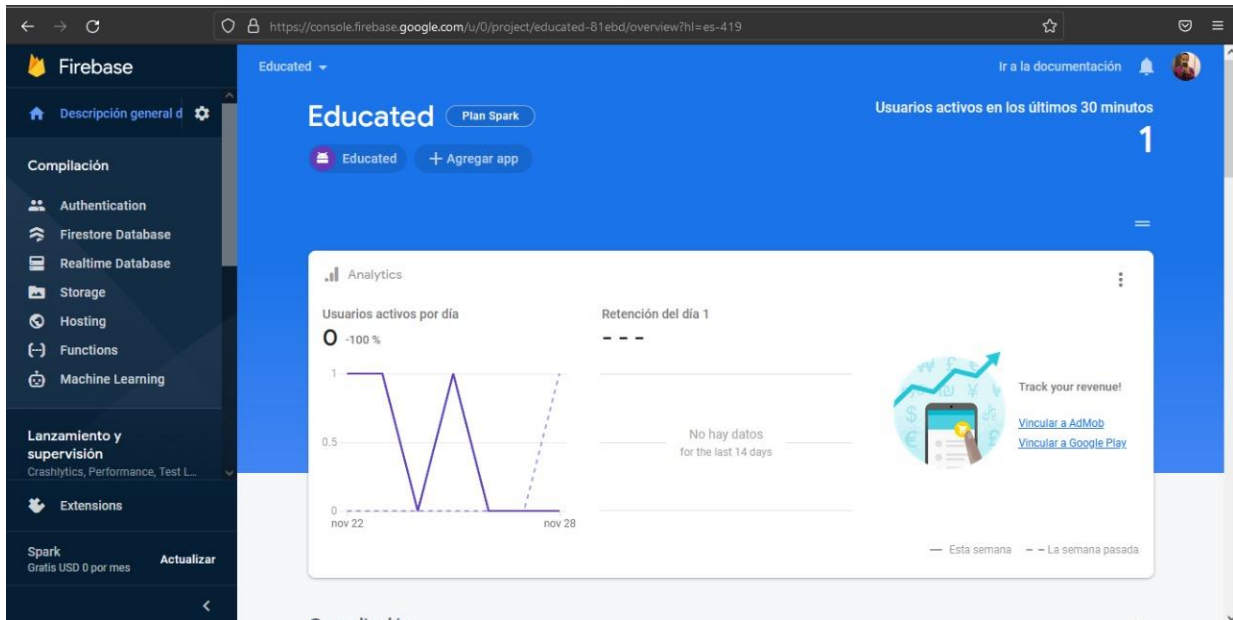 https://console.firebase.google.com/u/0/project/educated-81ebd/overview?hl=es-419
Firebase
Descripción general d
Compilación
Authentication
Firestore Database
Realtime Database
Storage
Hosting
Functions
Machine Learning
Lanzamiento y
supervisión
Crashlytics, Performance, Test L...
Extensions
Spark
Gratis USD 0 por mes
Actualizar
Educated
Ir a la documentación
Educated
Plan Spark
Usuarios activos en los últimos 30 minutos
1
Educated
+ Agregar app
Analytics
Usuarios activos por día
0 -100 %
1
0.5
0
nov 22
nov 28
Retención del día 1
- - -
No hay datos
for the last 14 days
Track your revenue!
Vincular a AdMob
Vincular a Google Play
Esta semana
La semana pasada